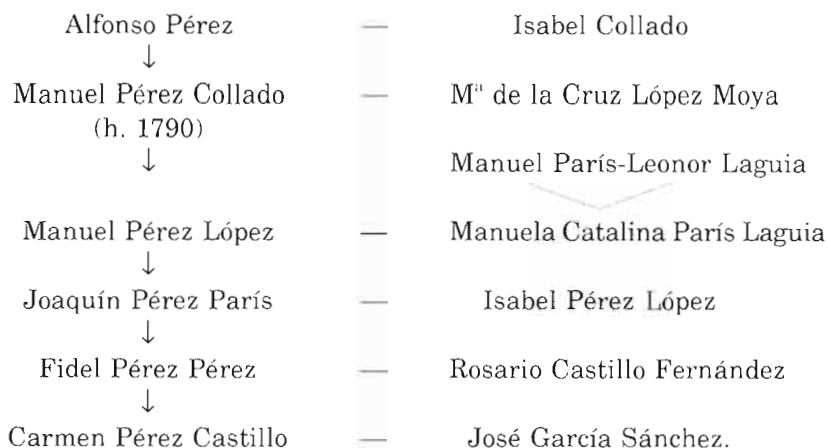 Alfonso Pérez — Isabel Collado
↓
Manuel Pérez Collado — Mª de la Cruz López Moya
(h. 1790)
↓
Manuel París-Leonor Laguia
Manuel Pérez López — Manuela Catalina París Laguia
↓
Joaquín Pérez París — Isabel Pérez López
↓
Fidel Pérez Pérez — Rosario Castillo Fernández
↓
Carmen Pérez Castillo — José García Sánchez.